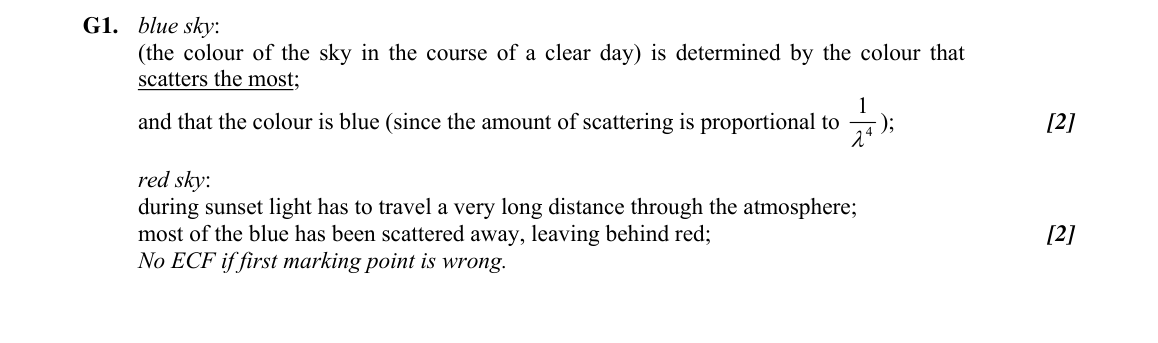 G1. blue sky:
(the colour of the sky in the course of a clear day) is determined by the colour that
scatters the most;
and that the colour is blue (since the amount of scattering is proportional to 1/λ⁴); [2]
red sky:
during sunset light has to travel a very long distance through the atmosphere;
most of the blue has been scattered away, leaving behind red; [2]
No ECF if first marking point is wrong.